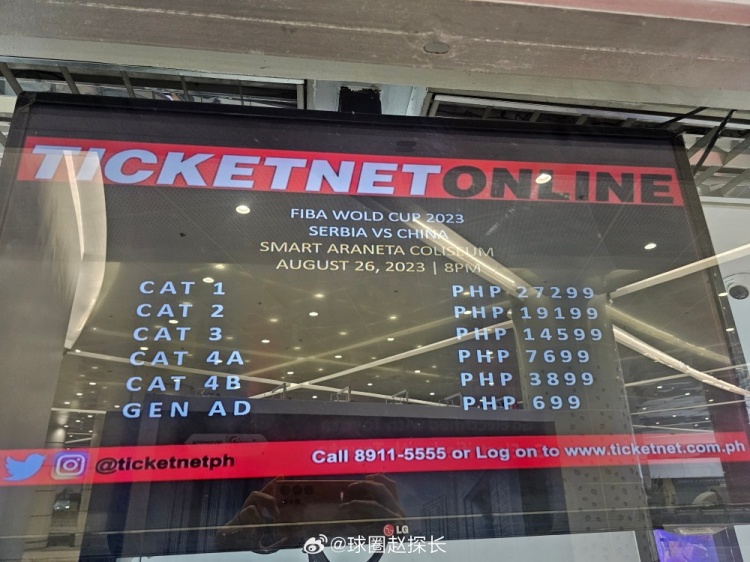 TICKETNETONLINE
FIBA WOLD CUP 2023
SERBIA VS CHINA
SMART ARANETA COLISEUM
AUGUST 26, 2023 | 8PM
CAT 1 PHP 27299
CAT 2 PHP 19199
CAT 3 PHP 14599
CAT 4A PHP 7699
CAT 4B PHP 3899
GEN AD PHP 699
@ticketnetph Call 8911-5555 or Log on to www.ticketnet.com.ph
LG
@球圈赵探长